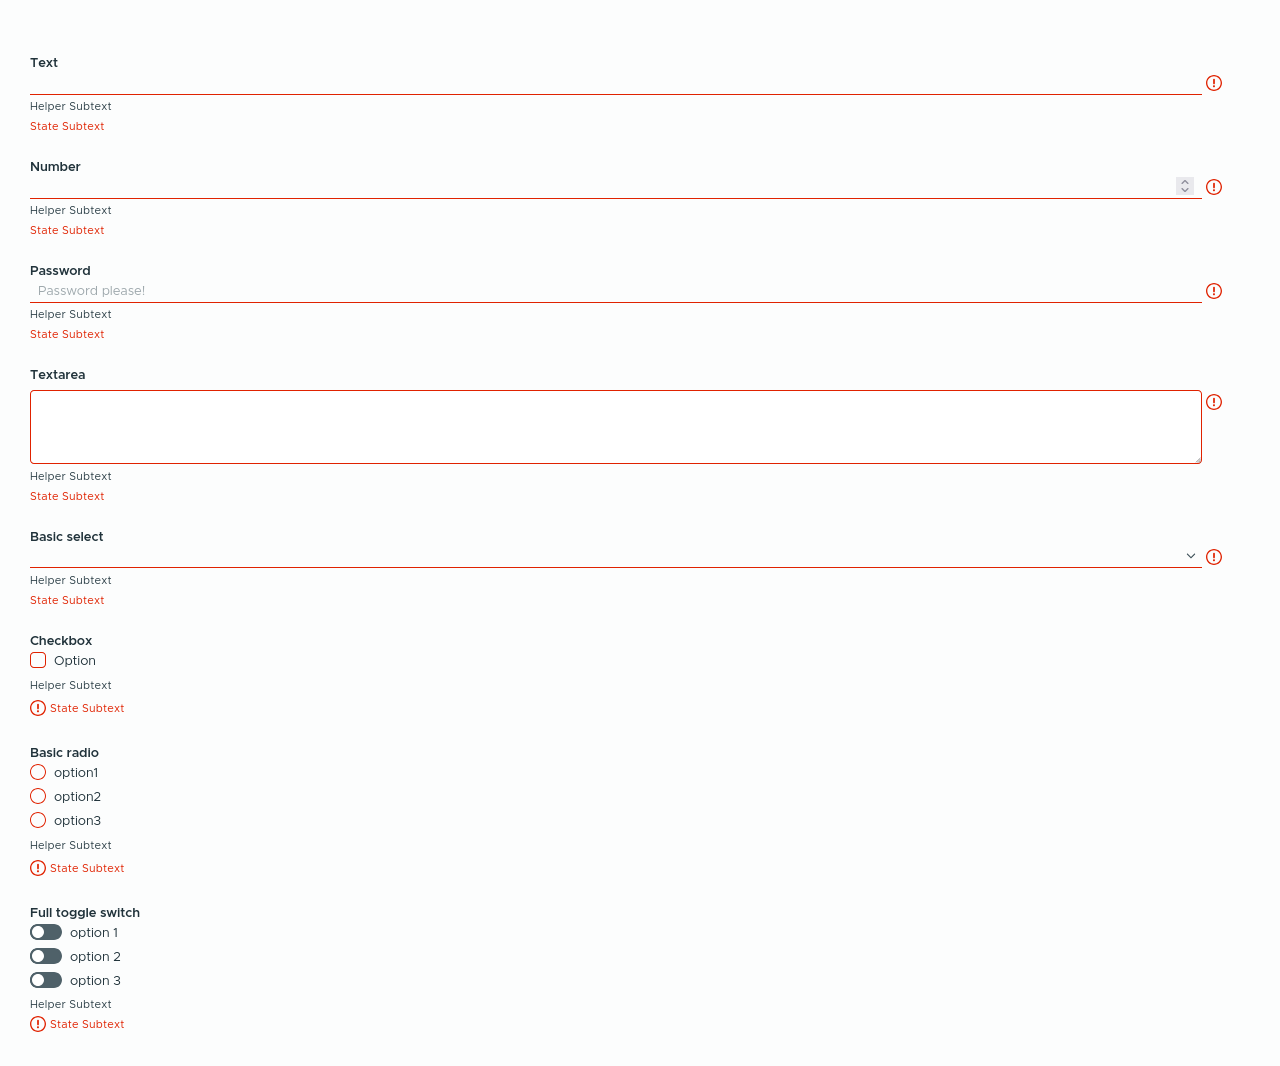 Text
Helper Subtext
State Subtext
Number
Helper Subtext
State Subtext
Password
Password please!
Helper Subtext
State Subtext
Textarea
Helper Subtext
State Subtext
Basic select
Helper Subtext
State Subtext
Checkbox
Option
Helper Subtext
State Subtext
Basic radio
option1
option2
option3
Helper Subtext
State Subtext
Full toggle switch
option 1
option 2
option 3
Helper Subtext
State Subtext